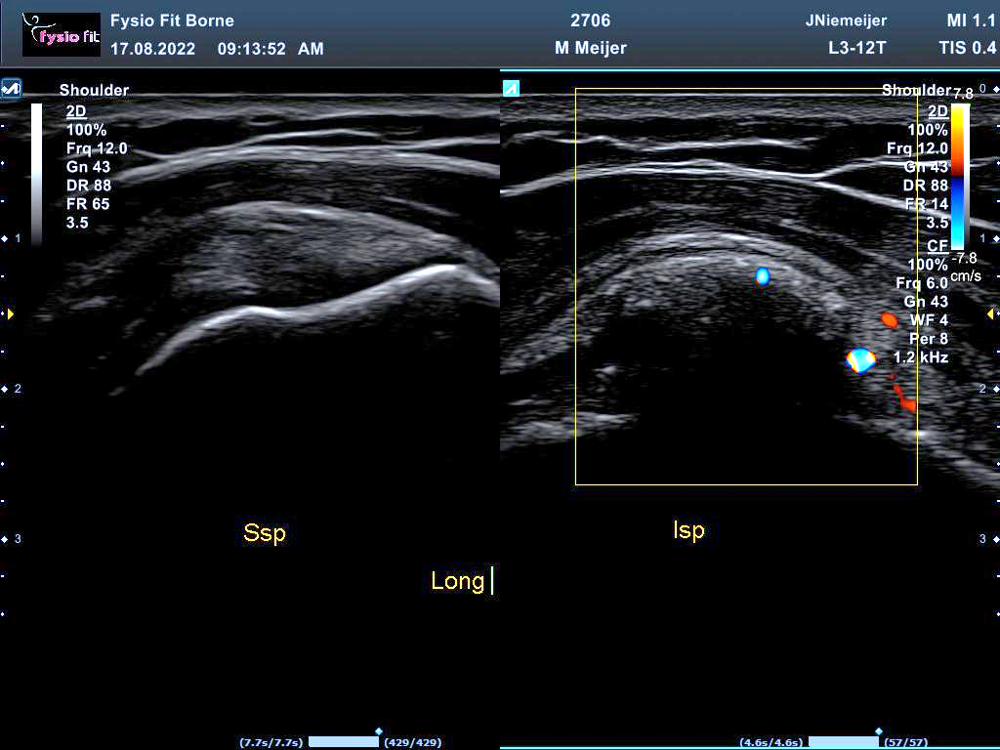 fysio fit
Fysio Fit Borne
2706
JNiemeijer
MI 1.1
17.08.2022 09:13:52 AM
M Meijer
L3-12T
TIS 0.4
Shoulder
2D
100%
Frq 12.0
Gn 43
DR 88
FR 65
3.5
1
2
3
Shoulder
2D
100%
Frq 12.0
Gn 43
DR 88
FR 14
3.5
CF
100%
Frq 6.0
Gn 43
WF 4
Per 8
1.2 kHz
7.8
-7.8
cm/s
0
1
2
3
Ssp
Isp
Long
(7.7s/7.7s) (429/429)
(4.6s/4.6s) (57/57)